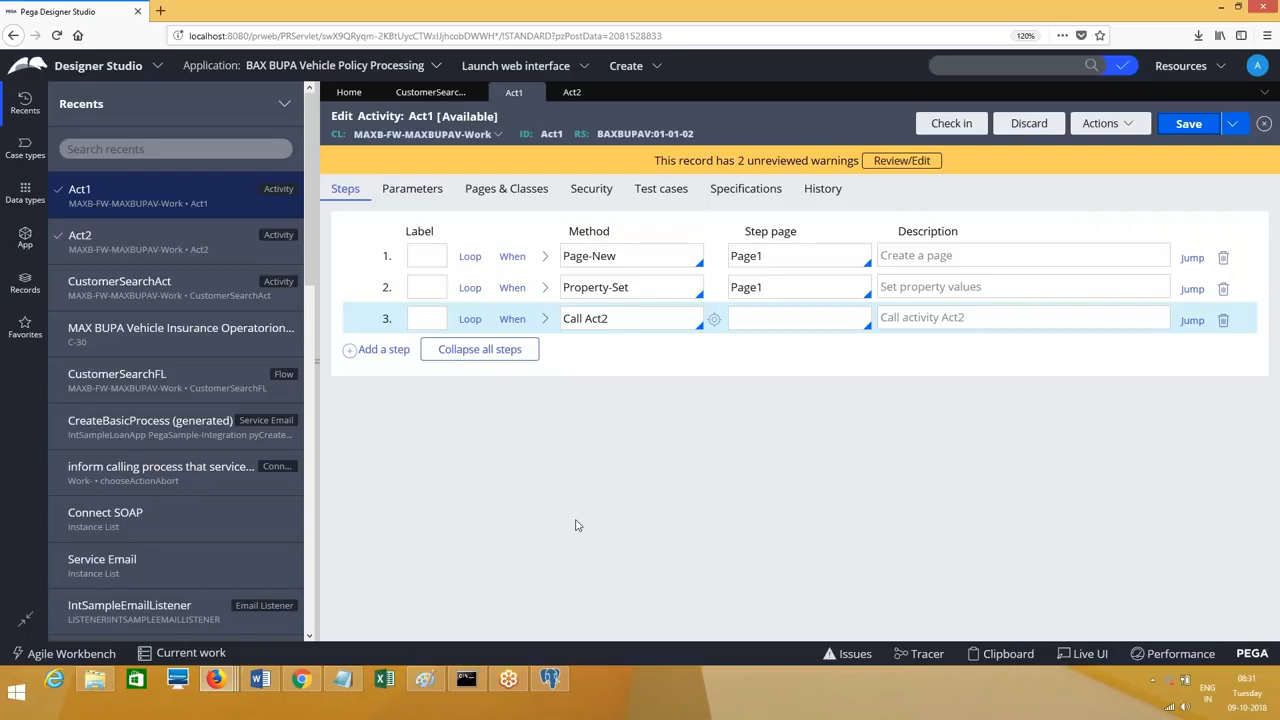 Pega Designer Studio
localhost:8080/prweb/PRServlet/swX9QRyqm-2KBtUycCTWxIJjhcobDWWH*/!STANDARD?pzPostData=2081528833
120%
Designer Studio
Application: BAX BUPA Vehicle Policy Processing
Launch web interface
Create
Resources
A
Recents
Case types
Data types
App
Records
Favorites
Recents
Search recents
Act1 Activity
MAXB-FW-MAXBUPAV-Work • Act1
Act2 Activity
MAXB-FW-MAXBUPAV-Work • Act2
CustomerSearchAct Activity
MAXB-FW-MAXBUPAV-Work • CustomerSearchAct
MAX BUPA Vehicle Insurance Operatorion...
C-30
CustomerSearchFL Flow
MAXB-FW-MAXBUPAV-Work • CustomerSearchFL
CreateBasicProcess (generated) Service Email
IntSampleLoanApp PegaSample-Integration pyCreate...
inform calling process that service... Conn...
Work- • chooseActionAbort
Connect SOAP
Instance List
Service Email
Instance List
IntSampleEmailListener Email Listener
LISTENER!INTSAMPLEEMAILLISTENER
Home CustomerSearc... Act1 Act2
Edit Activity: Act1 [Available]
CL: MAXB-FW-MAXBUPAV-Work ID: Act1 RS: BAXBUPAV:01-01-02
Check in Discard Actions Save
This record has 2 unreviewed warnings Review/Edit
Steps Parameters Pages & Classes Security Test cases Specifications History
Label Method Step page Description
1. Loop When Page-New Page1 Create a page Jump
2. Loop When Property-Set Page1 Set property values Jump
3. Loop When Call Act2 Call activity Act2 Jump
Add a step Collapse all steps
Agile Workbench Current work Issues Tracer Clipboard Live UI Performance PEGA
ENG
IN
08:31
Tuesday
09-10-2018